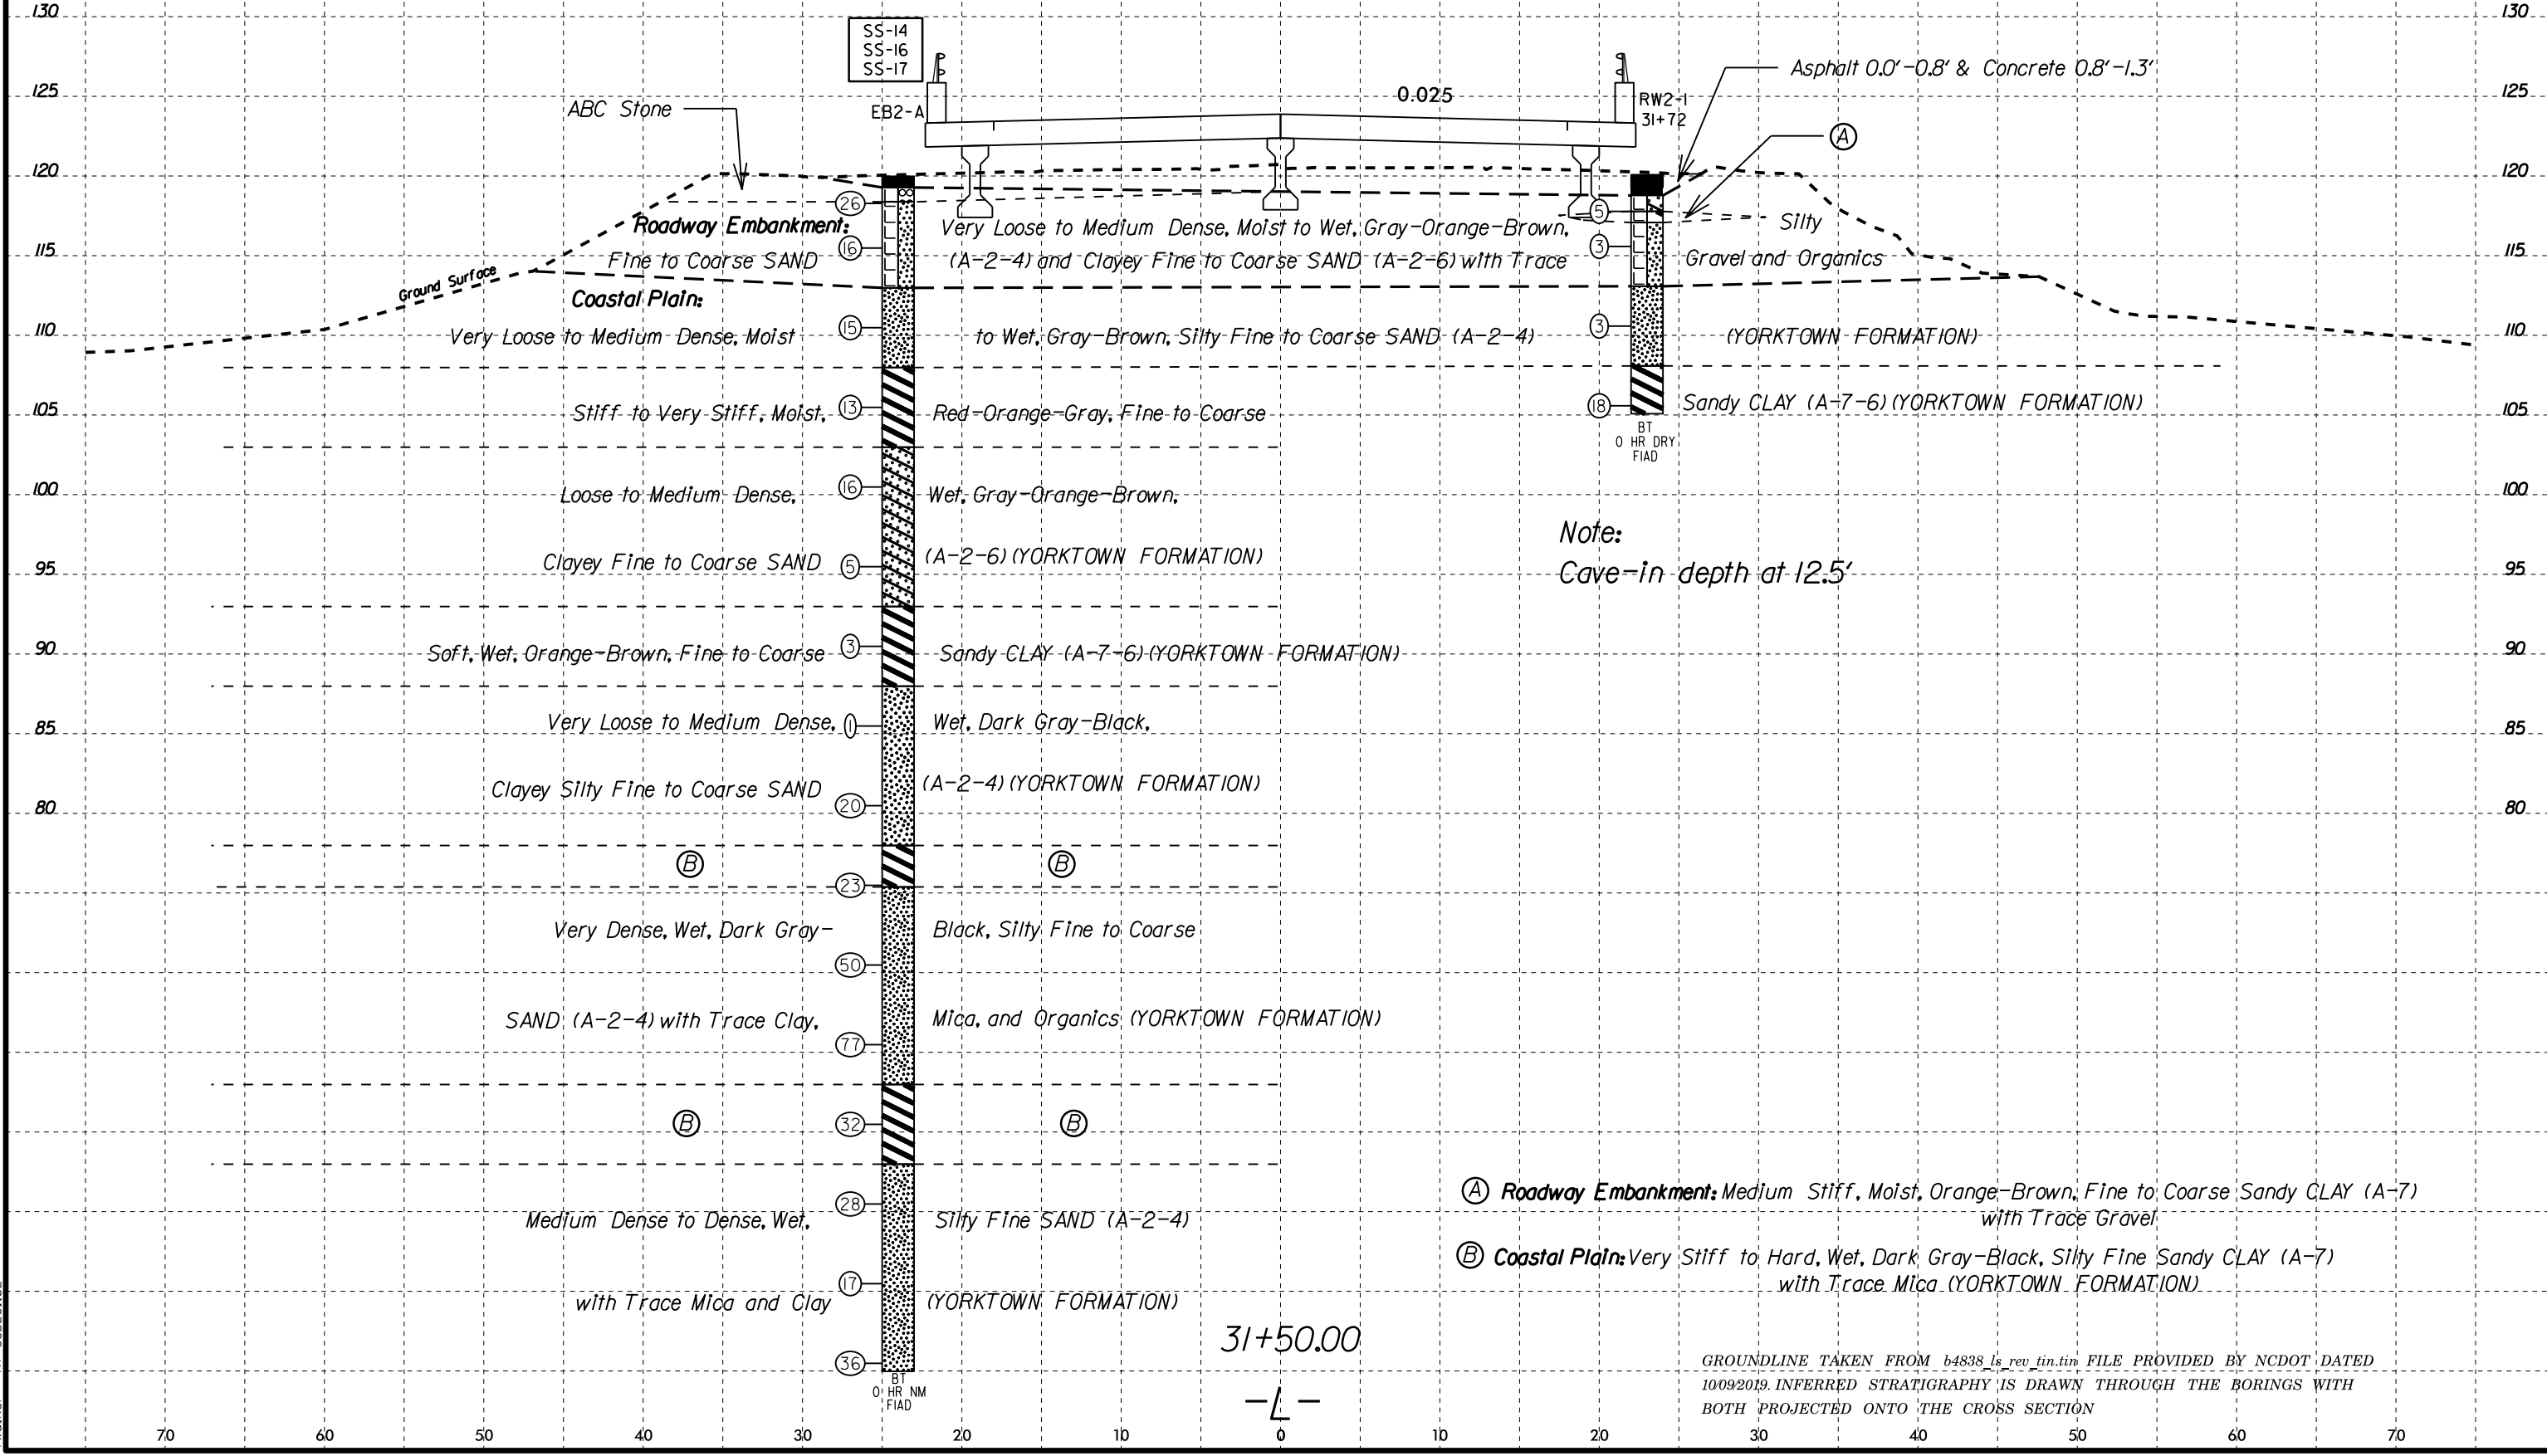 130 130
SS-14
SS-16
SS-17
Asphalt 0.0'-0.8' & Concrete 0.8'-1.3'
125 0.025 125
ABC Stone EB2-A RW2-1
31+72
A
120 120
26 5
Roadway Embankment: Very Loose to Medium Dense, Moist to Wet, Gray-Orange-Brown, Silty
115 16 3 115
Fine to Coarse SAND (A-2-4) and Clayey Fine to Coarse SAND (A-2-6) with Trace Gravel and Organics
Ground Surface
Coastal Plain:
110 15 3 110
Very Loose to Medium Dense, Moist to Wet, Gray-Brown, Silty Fine to Coarse SAND (A-2-4) (YORKTOWN FORMATION)
105 13 18 105
Stiff to Very Stiff, Moist, Red-Orange-Gray, Fine to Coarse Sandy CLAY (A-7-6) (YORKTOWN FORMATION)
BT
0 HR DRY
FIAD
100 16 100
Loose to Medium Dense, Wet, Gray-Orange-Brown,
Note:
Cave-in depth at 12.5'
95 5 95
Clayey Fine to Coarse SAND (A-2-6) (YORKTOWN FORMATION)
90 3 90
Soft, Wet, Orange-Brown, Fine to Coarse Sandy CLAY (A-7-6) (YORKTOWN FORMATION)
85 1 85
Very Loose to Medium Dense, Wet, Dark Gray-Black,
80 20 80
Clayey Silty Fine to Coarse SAND (A-2-4) (YORKTOWN FORMATION)
B B
23
Very Dense, Wet, Dark Gray- Black, Silty Fine to Coarse
50
SAND (A-2-4) with Trace Clay, Mica, and Organics (YORKTOWN FORMATION)
77
B 32 B
28
Medium Dense to Dense, Wet, Silty Fine SAND (A-2-4)
17
with Trace Mica and Clay (YORKTOWN FORMATION)
36
BT
0 HR NM
FIAD
A Roadway Embankment: Medium Stiff, Moist, Orange-Brown, Fine to Coarse Sandy CLAY (A-7)
with Trace Gravel
B Coastal Plain: Very Stiff to Hard, Wet, Dark Gray-Black, Silty Fine Sandy CLAY (A-7)
with Trace Mica (YORKTOWN FORMATION)
31+50.00
-L-
GROUNDLINE TAKEN FROM b4838_ls_rev_tin.tin FILE PROVIDED BY NCDOT DATED
10/09/2019. INFERRED STRATIGRAPHY IS DRAWN THROUGH THE BORINGS WITH
BOTH PROJECTED ONTO THE CROSS SECTION
70 60 50 40 30 20 10 0 10 20 30 40 50 70